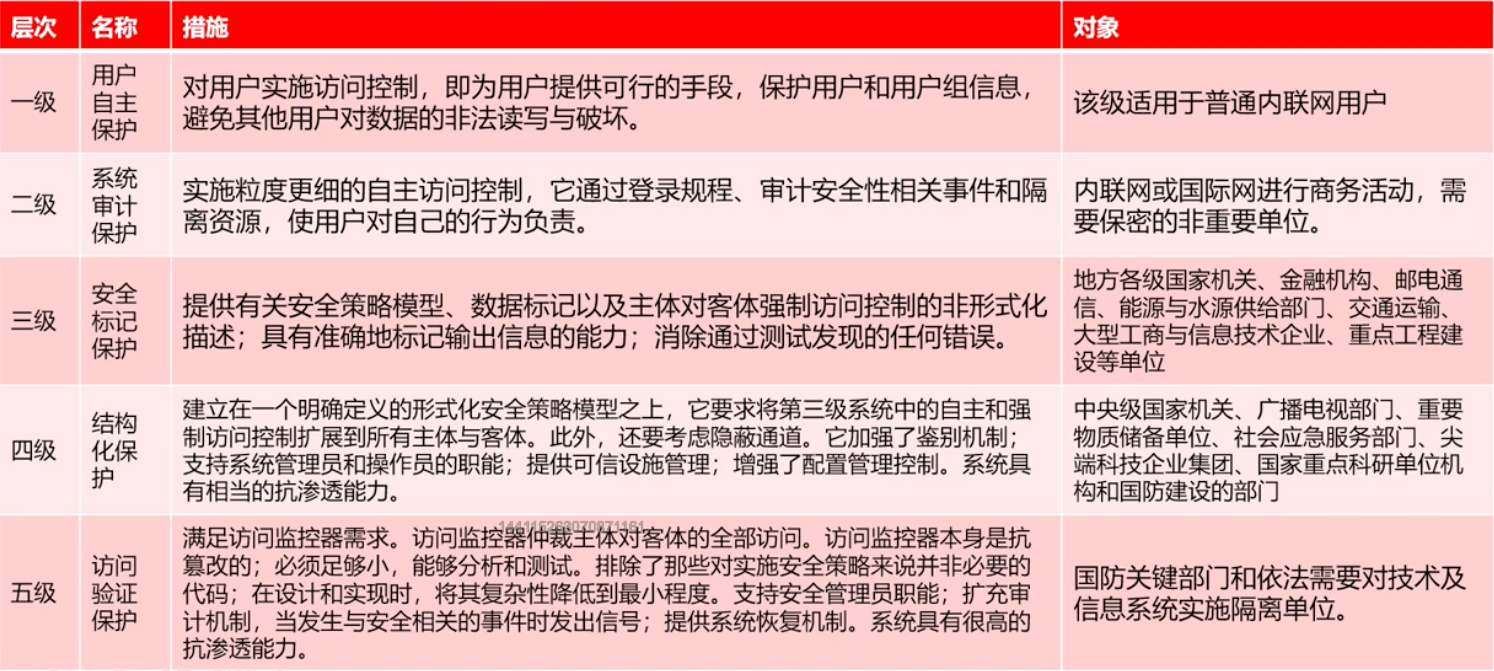 层次 名称 措施 对象
一级
用户
自主
保护
对用户实施访问控制，即为用户提供可行的手段，保护用户和用户组信息，
避免其他用户对数据的非法读写与破坏。
该级适用于普通内联网用户
二级
系统
审计
保护
实施粒度更细的自主访问控制，它通过登录规程、审计安全性相关事件和隔
离资源，使用户对自己的行为负责。
内联网或国际网进行商务活动，需
要保密的非重要单位。
三级
安全
标记
保护
提供有关安全策略模型、数据标记以及主体对客体强制访问控制的非形式化
描述；具有准确地标记输出信息的能力；消除通过测试发现的任何错误。
地方各级国家机关、金融机构、邮电通
信、能源与水源供给部门、交通运输、
大型工商与信息技术企业、重点工程建
设等单位
四级
结构
化保
护
建立在一个明确定义的形式化安全策略模型之上，它要求将第三级系统中的自主和强
制访问控制扩展到所有主体与客体。此外，还要考虑隐蔽通道。它加强了鉴别机制；
支持系统管理员和操作员的职能；提供可信设施管理；增强了配置管理控制。系统具
有相当的抗渗透能力。
中央级国家机关、广播电视部门、重要
物质储备单位、社会应急服务部门、尖
端科技企业集团、国家重点科研单位机
构和国防建设的部门
五级
访问
验证
保护
满足访问监控器需求。访问监控器仲裁主体对客体的全部访问。访问监控器本身是抗
篡改的；必须足够小，能够分析和测试。排除了那些对实施安全策略来说并非必要的
代码；在设计和实现时，将其复杂性降低到最小程度。支持安全管理员职能；扩充审
计机制，当发生与安全相关的事件时发出信号；提供系统恢复机制。系统具有很高的
抗渗透能力。
国防关键部门和依法需要对技术及
信息系统实施隔离单位。